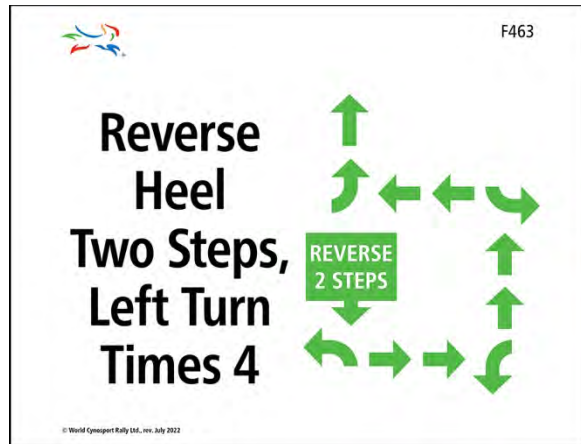 F463
Reverse
Heel
Two Steps,
Left Turn
Times 4
REVERSE
2 STEPS
© World Cynosport Rally Ltd., rev. July 2022